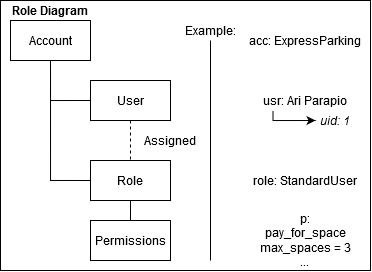 Role Diagram
Account
User
Assigned
Role
Permissions
Example:
acc: ExpressParking
usr: Ari Parapio
uid: 1
role: StandardUser
p:
pay_for_space
max_spaces = 3
...